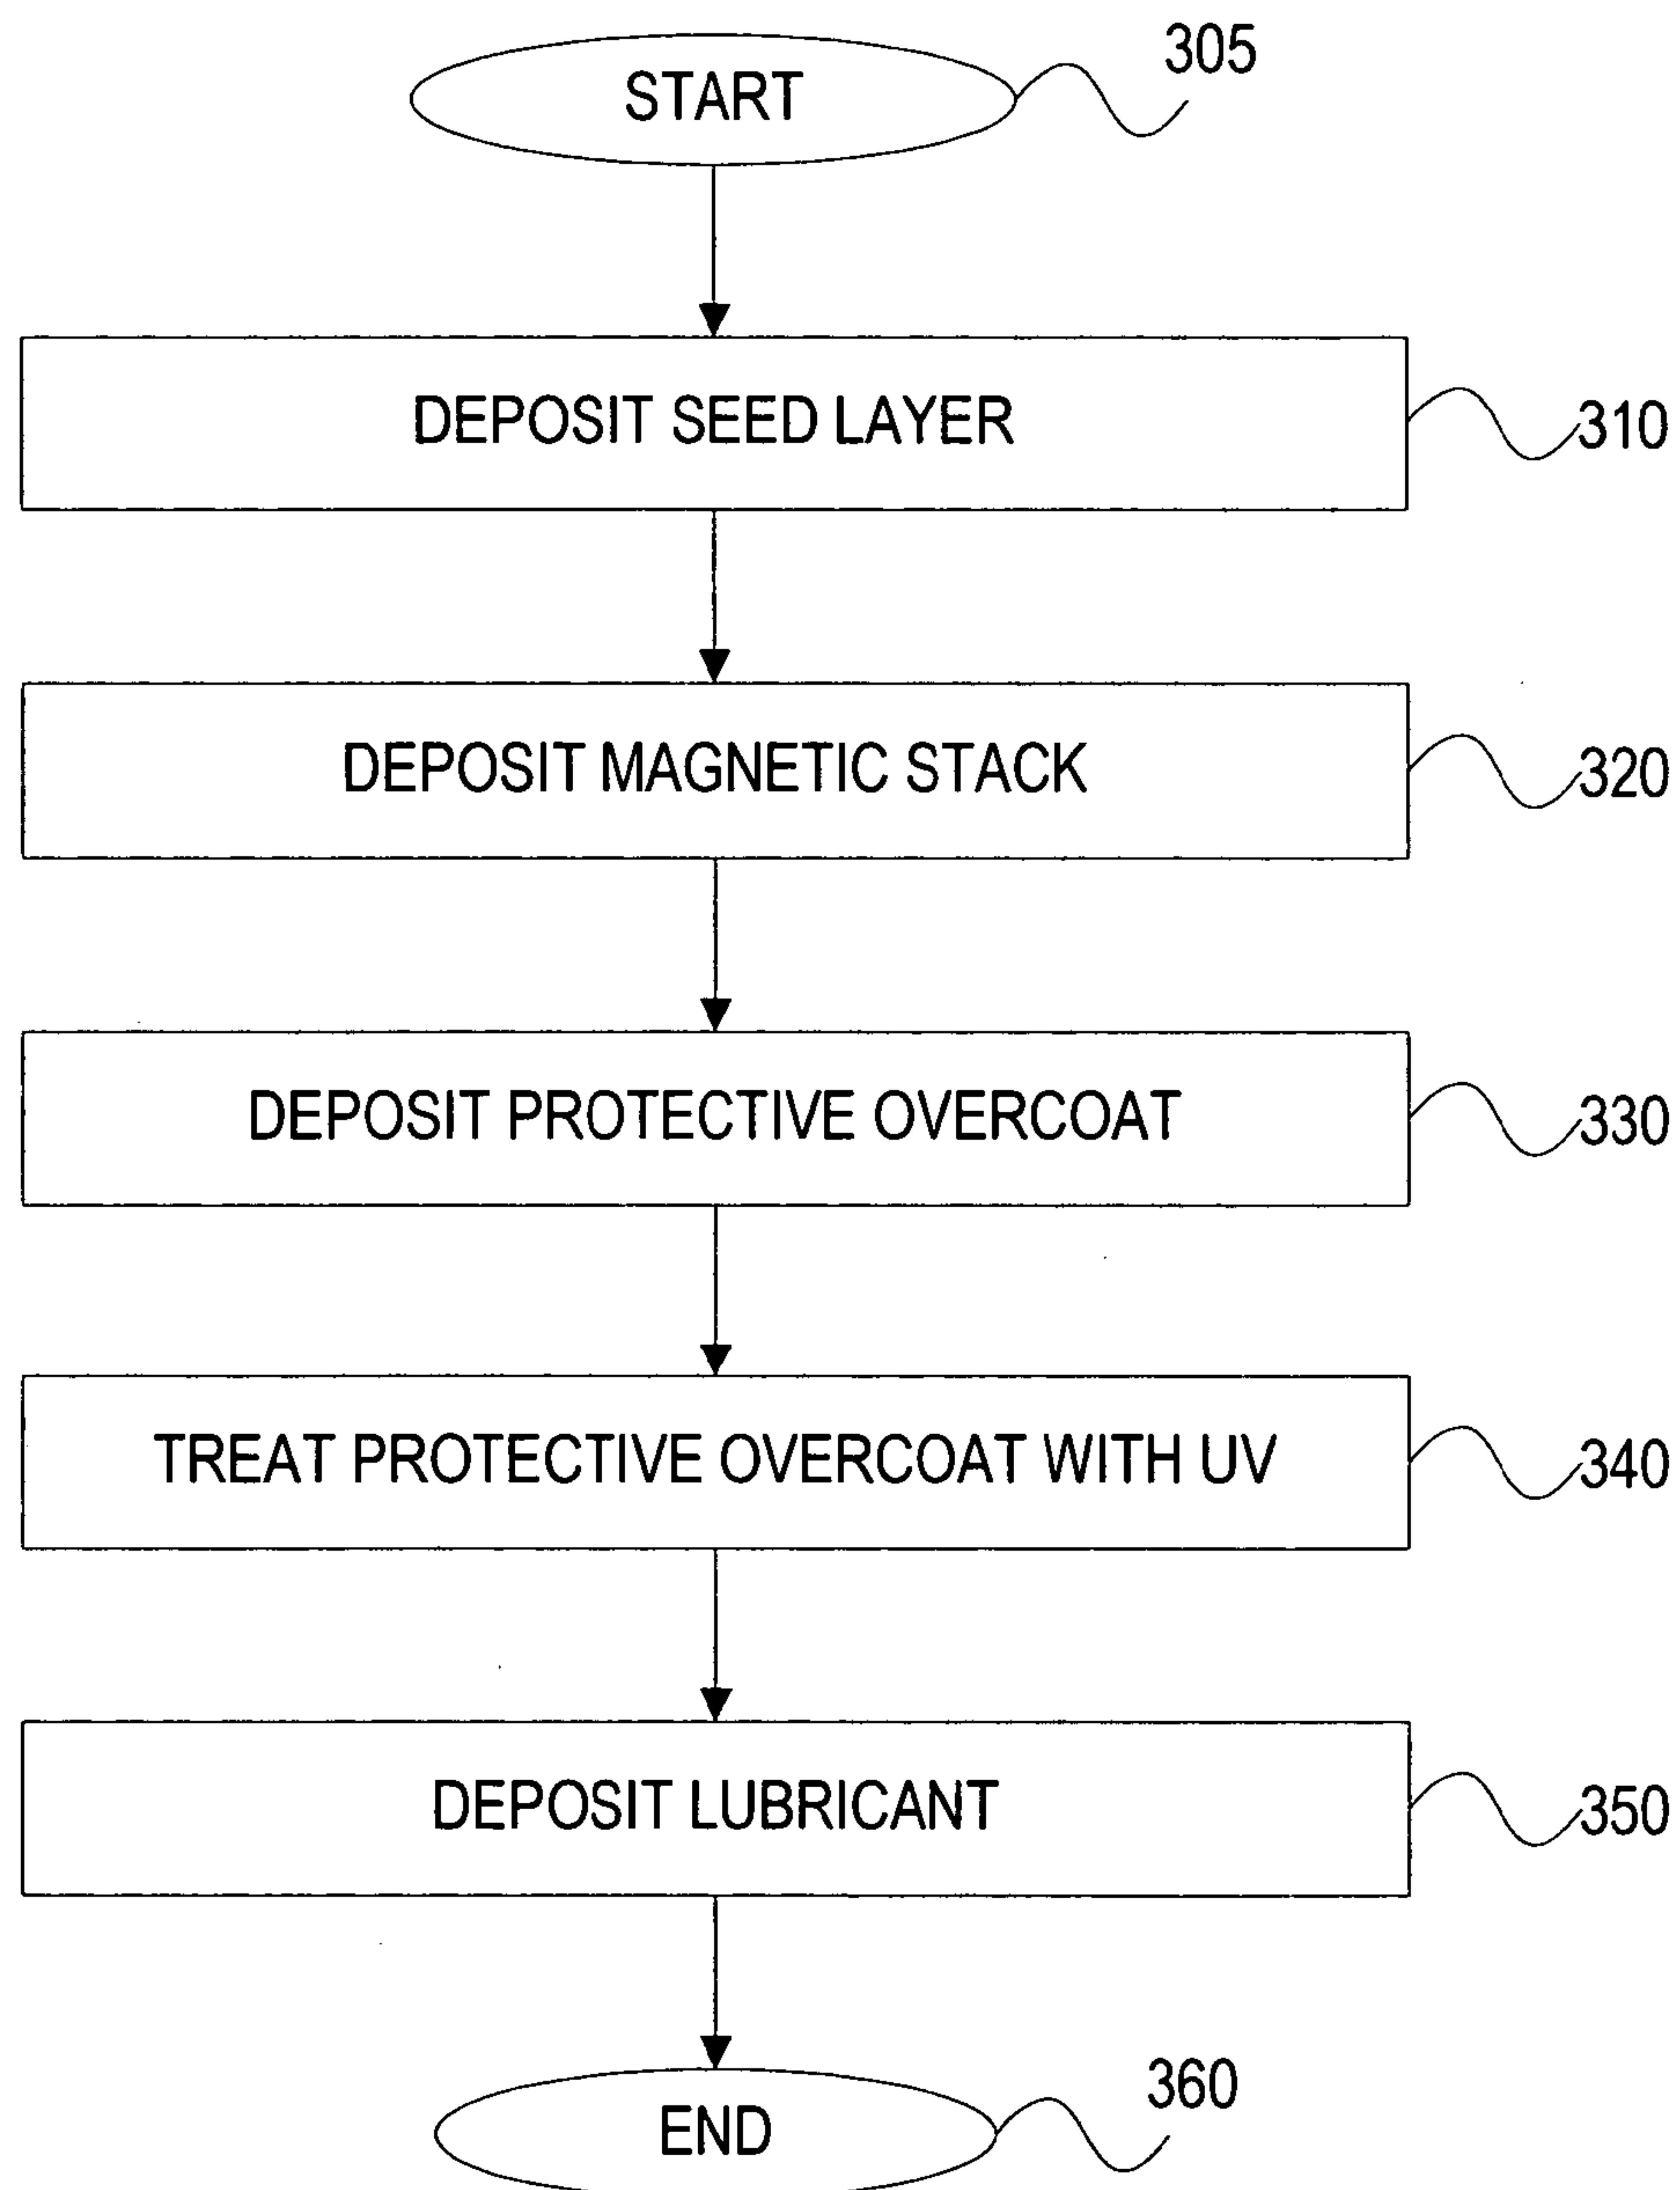 START
305
DEPOSIT SEED LAYER
310
DEPOSIT MAGNETIC STACK
320
DEPOSIT PROTECTIVE OVERCOAT
330
TREAT PROTECTIVE OVERCOAT WITH UV
340
DEPOSIT LUBRICANT
350
END
360